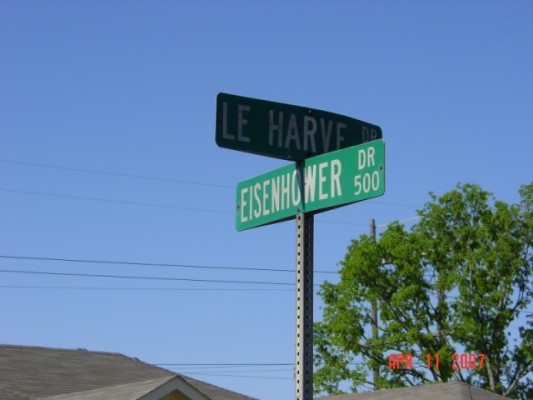 LE HARVE DR
EISENHOWER DR 500
APR 11 2007